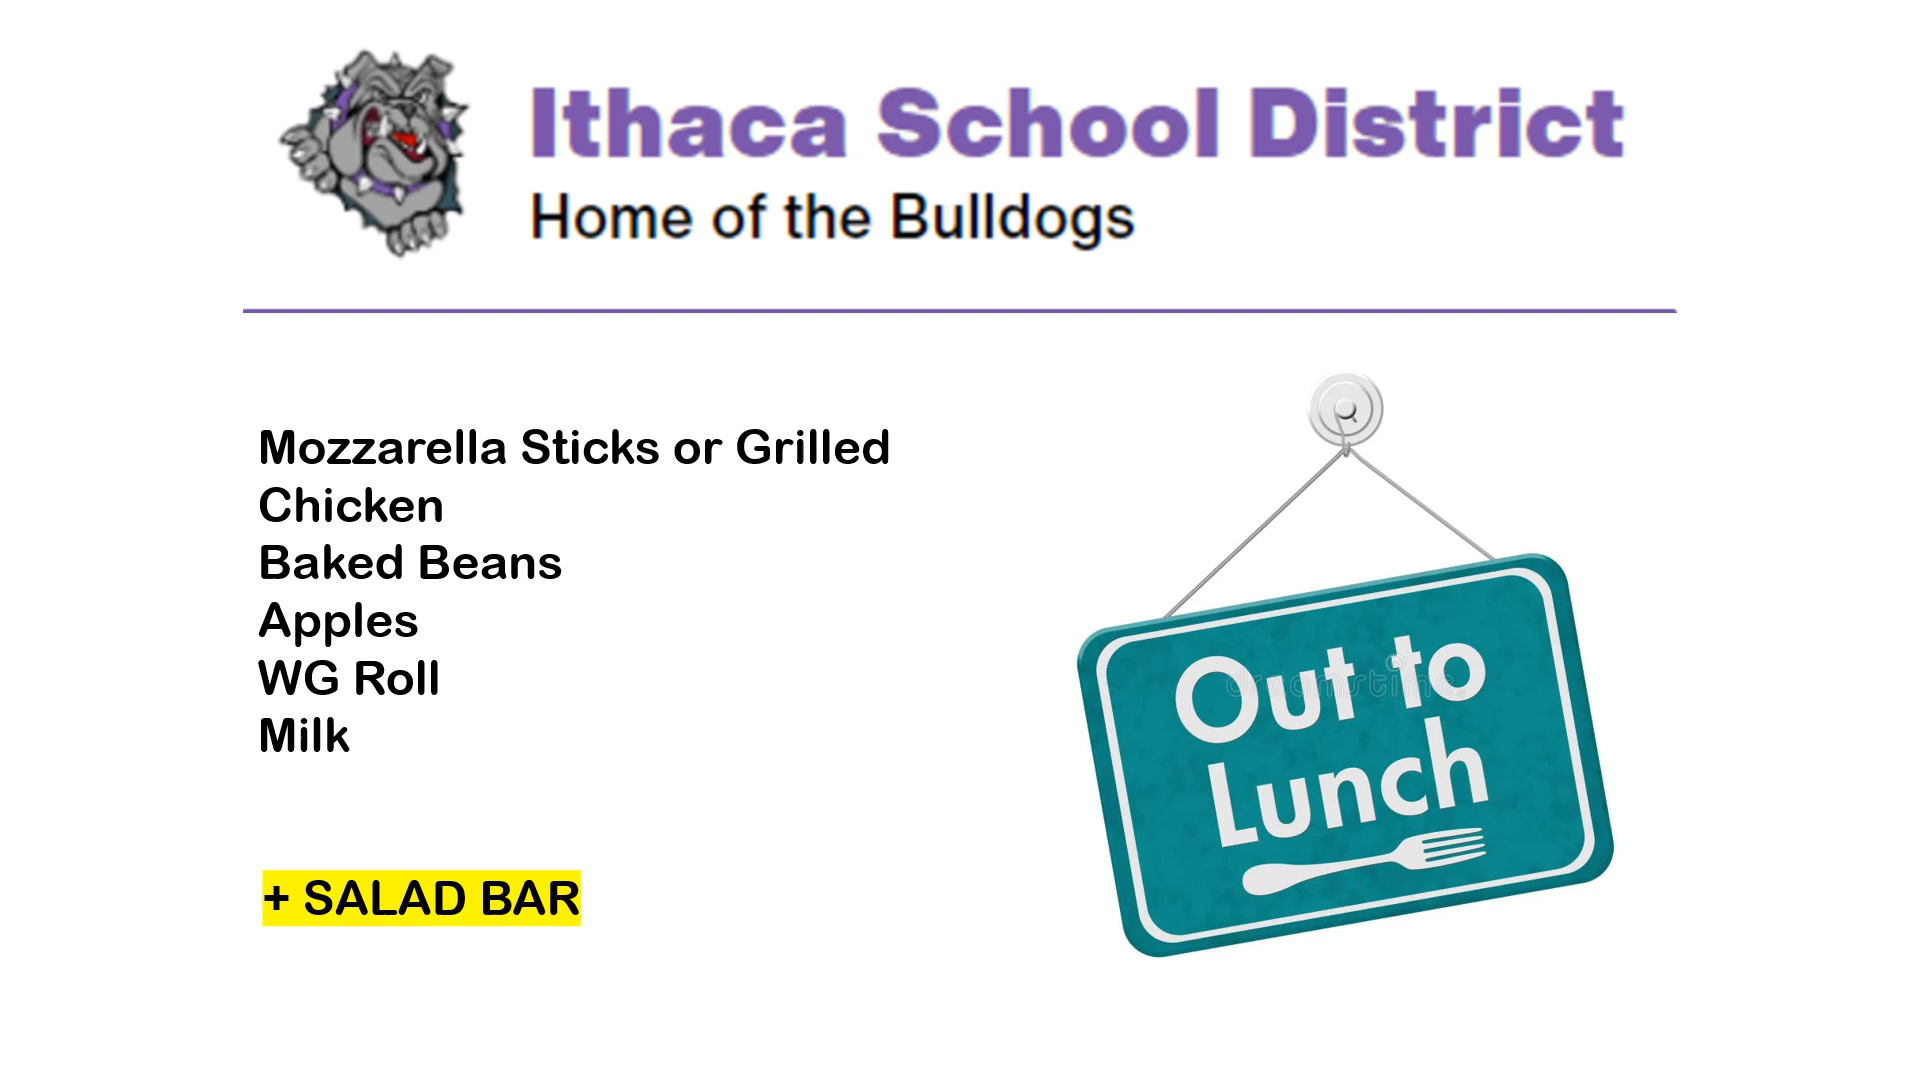 Ithaca School District
Home of the Bulldogs
Mozzarella Sticks or Grilled
Chicken
Baked Beans
Apples
WG Roll
Milk
+ SALAD BAR
Out to
Lunch
dreamstime